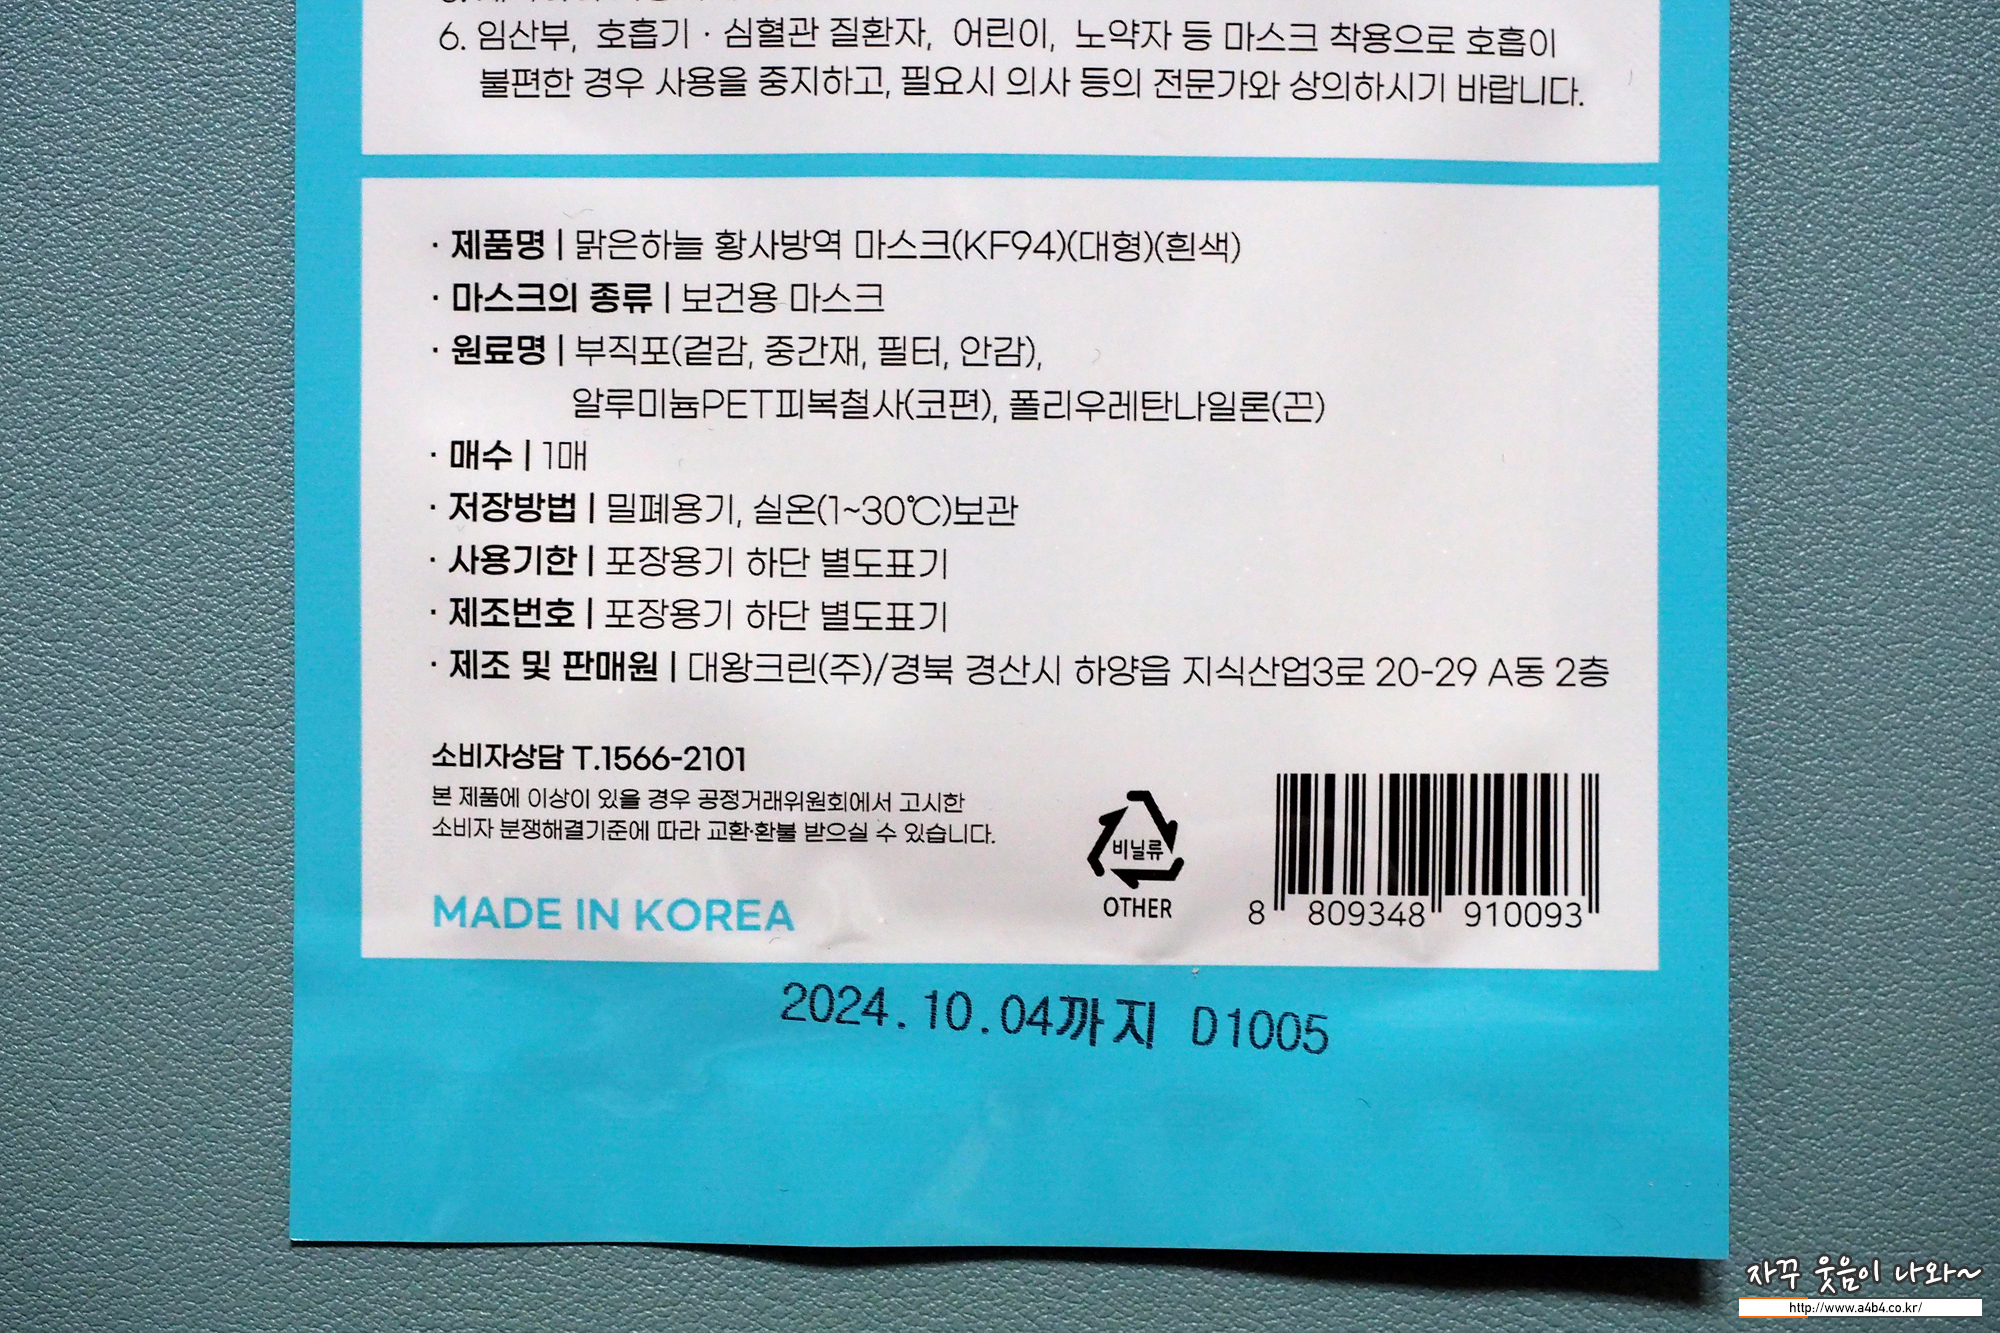 6. 임산부, 호흡기 · 심혈관 질환자, 어린이, 노약자 등 마스크 착용으로 호흡이
불편한 경우 사용을 중지하고, 필요시 의사 등의 전문가와 상의하시기 바랍니다.
· 제품명 | 맑은하늘 황사방역 마스크(KF94)(대형)(흰색)
· 마스크의 종류 | 보건용 마스크
· 원료명 | 부직포(겉감, 중간재, 필터, 안감),
알루미늄PET피복철사(코편), 폴리우레탄나일론(끈)
· 매수 | 1매
· 저장방법 | 밀폐용기, 실온(1~30℃)보관
· 사용기한 | 포장용기 하단 별도표기
· 제조번호 | 포장용기 하단 별도표기
· 제조 및 판매원 | 대왕크린(주)/경북 경산시 하양읍 지식산업3로 20-29 A동 2층
소비자상담 T.1566-2101
본 제품에 이상이 있을 경우 공정거래위원회에서 고시한
소비자 분쟁해결기준에 따라 교환·환불 받으실 수 있습니다.
비닐류
OTHER
8 809348 910093
MADE IN KOREA
2024.10.04까지 D1005
자꾸 웃음이 나와~
http://www.a4b4.co.kr/